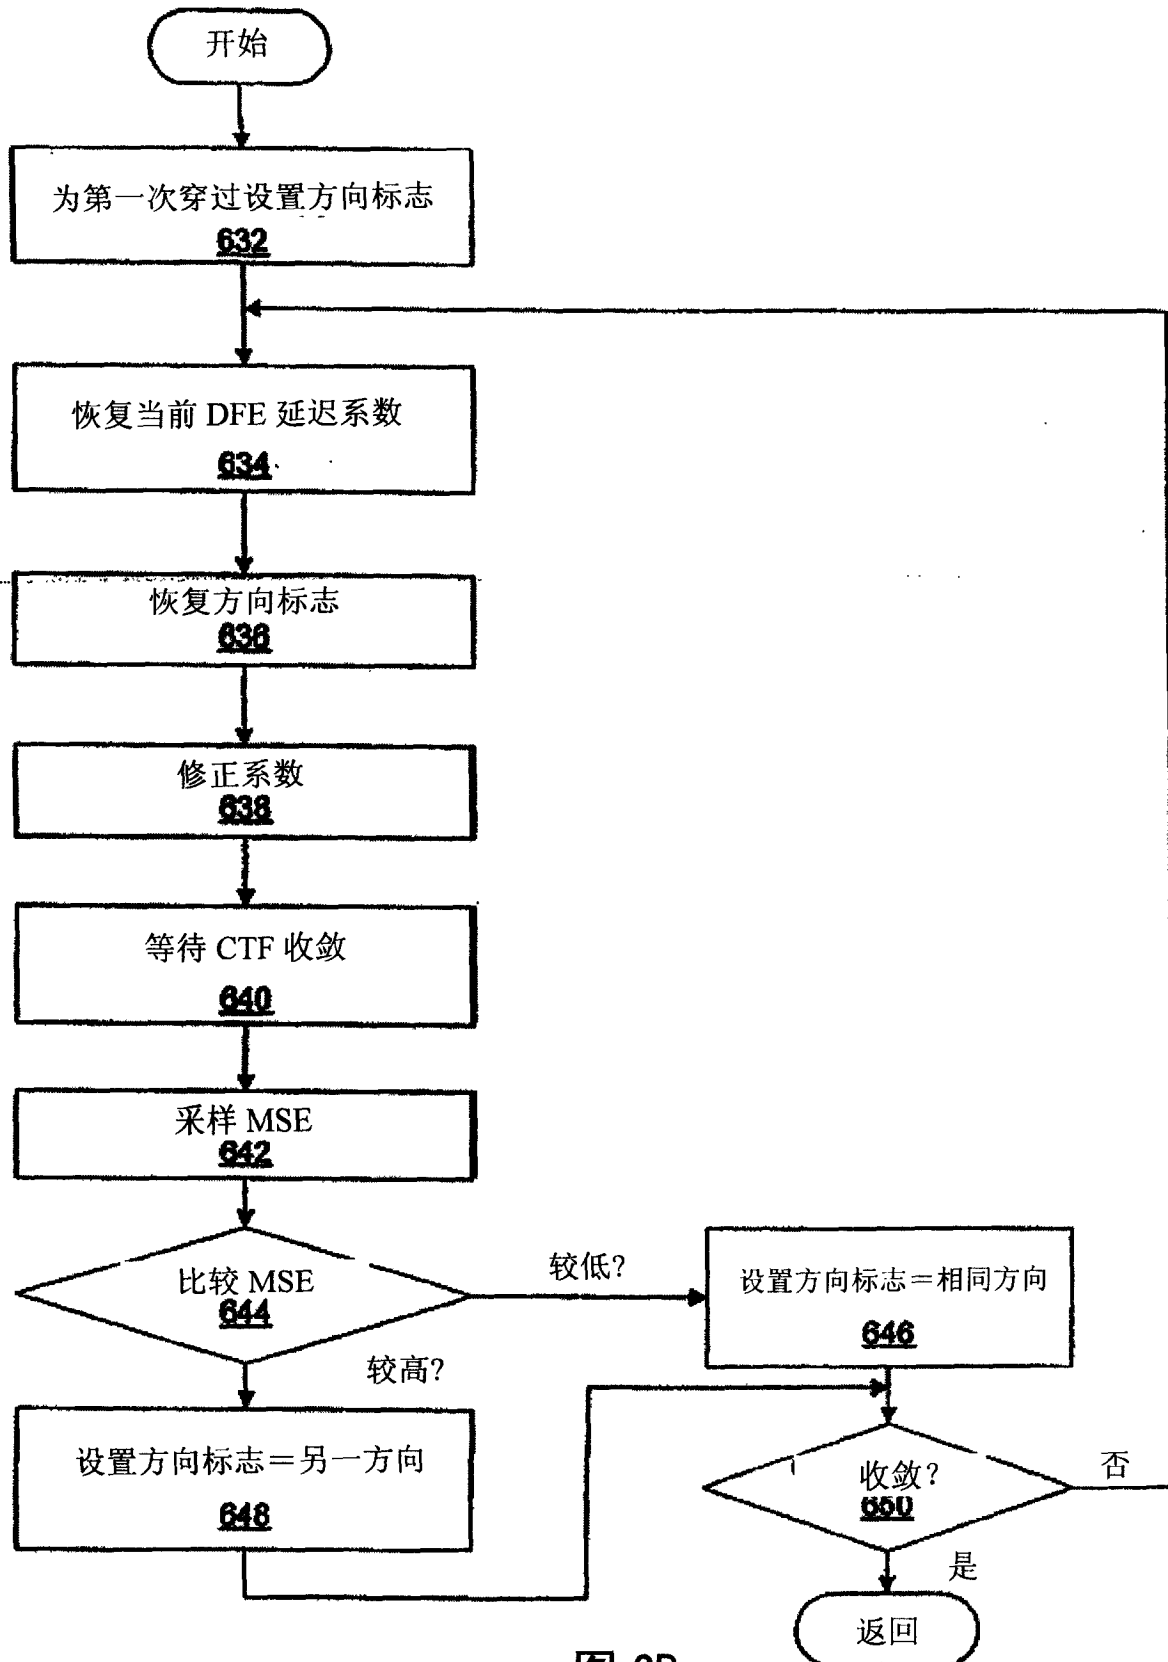 开始
为第一次穿过设置方向标志
632
恢复当前 DFE 延迟系数
634
恢复方向标志
636
修正系数
638
等待 CTF 收敛
640
采样 MSE
642
比较 MSE
644
较低?
设置方向标志=相同方向
646
较高?
设置方向标志=另一方向
648
收敛?
650
否
是
返回
图